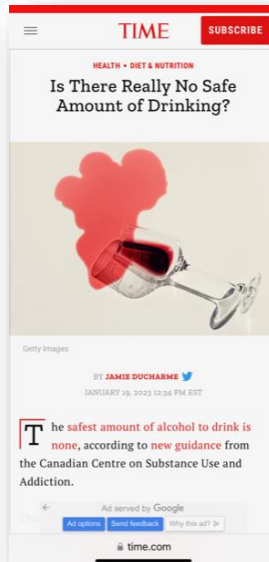 TIME
SUBSCRIBE
HEALTH • DIET & NUTRITION
Is There Really No Safe
Amount of Drinking?
Getty Images
BY JAMIE DUCHARME
JANUARY 19, 2023 12:34 PM EST
The safest amount of alcohol to drink is
none, according to new guidance from
the Canadian Centre on Substance Use and
Addiction.
Ad served by Google
Ad options
Send feedback
Why this ad?
time.com